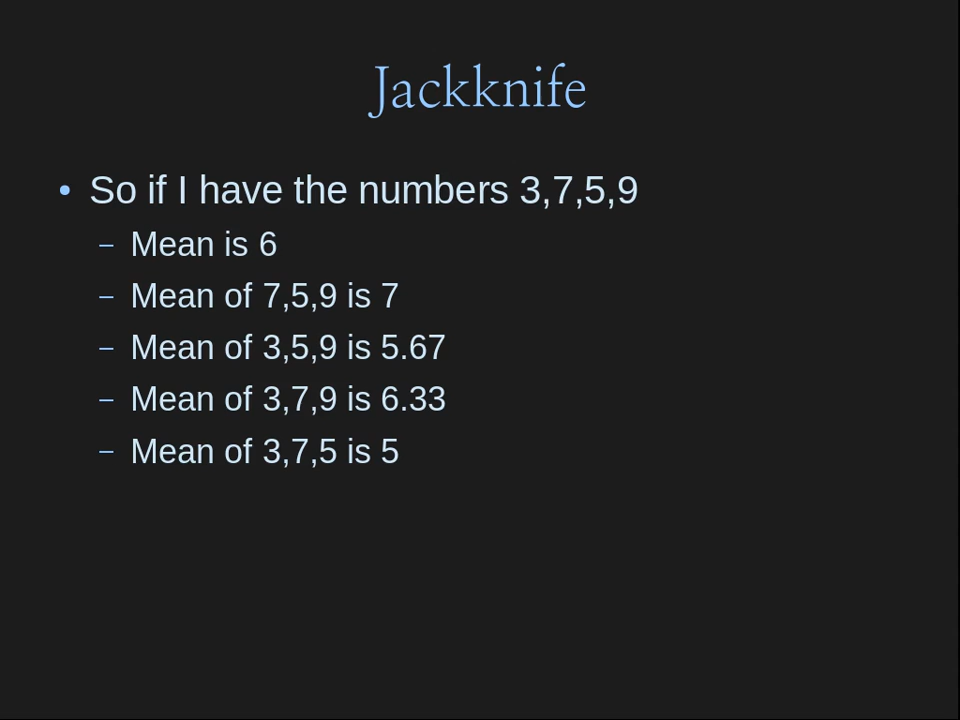 Jackknife
• So if I have the numbers 3,7,5,9
– Mean is 6
– Mean of 7,5,9 is 7
– Mean of 3,5,9 is 5.67
– Mean of 3,7,9 is 6.33
– Mean of 3,7,5 is 5